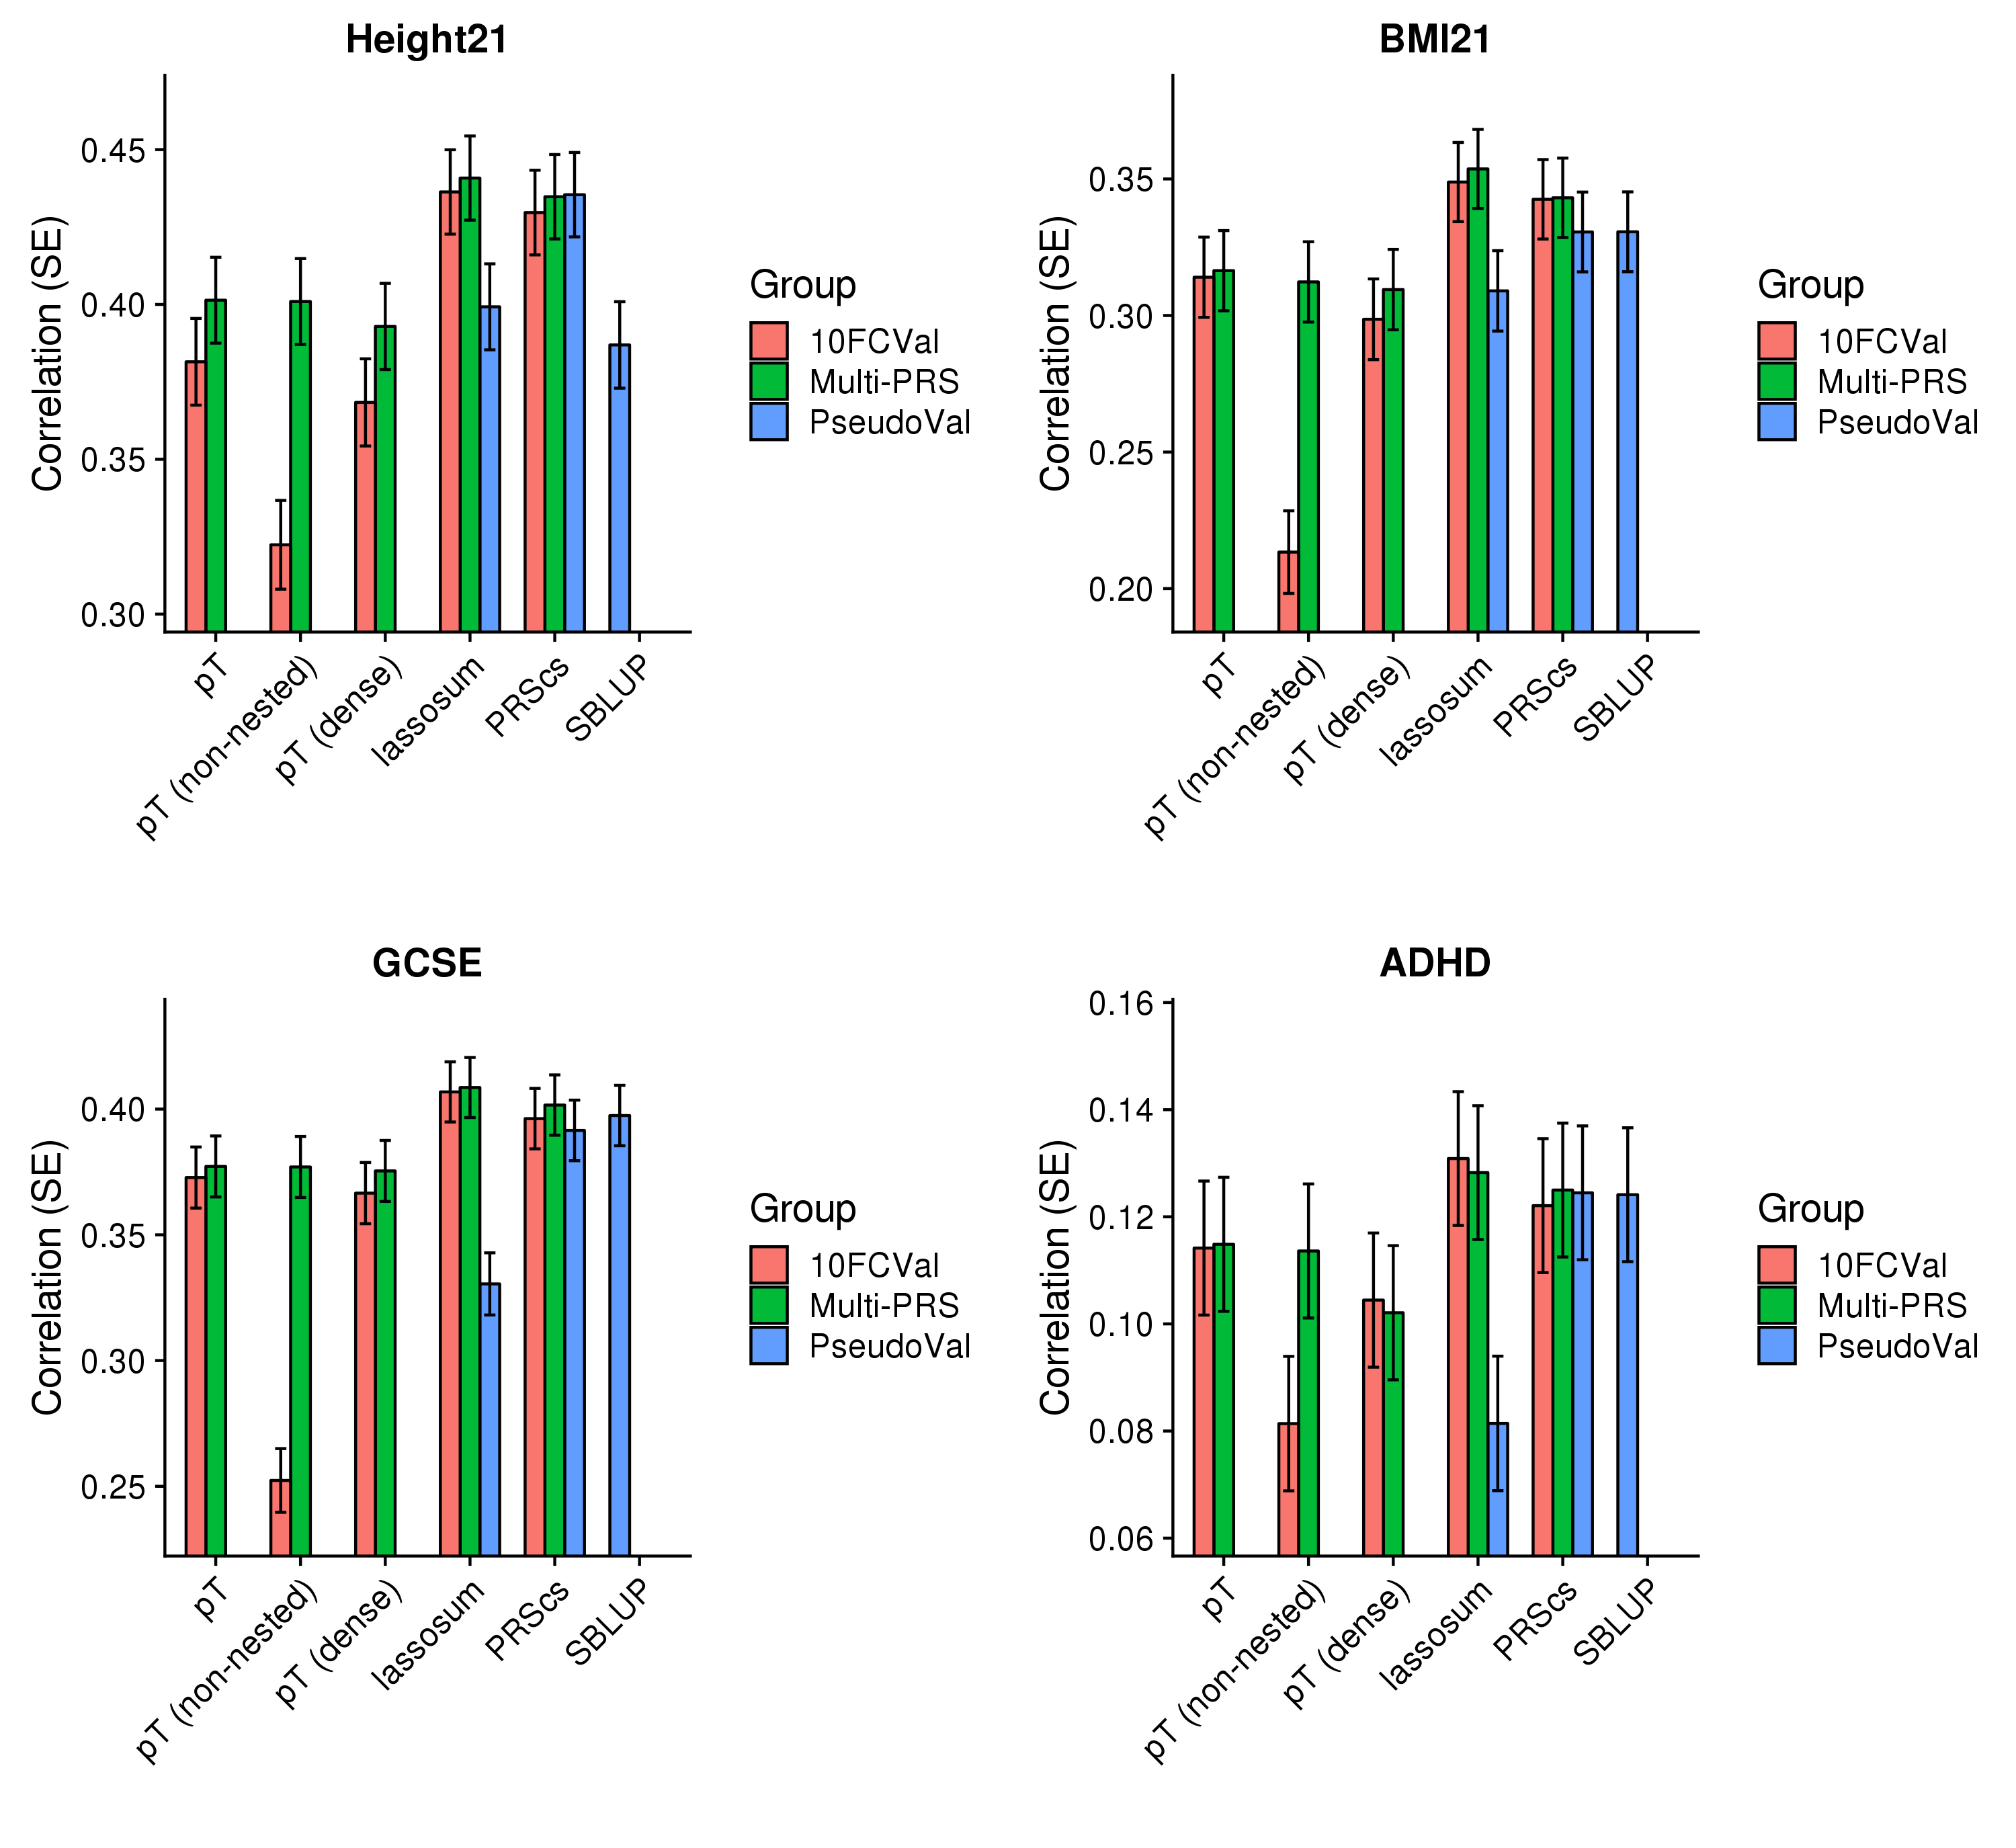 Height21
Correlation (SE)
0.45
0.40
0.35
0.30
pT
pT (non-nested)
pT (dense)
lassosum
PRScs
SBLUP
Group
10FCVal
Multi-PRS
PseudoVal
BMI21
Correlation (SE)
0.35
0.30
0.25
0.20
pT
pT (non-nested)
pT (dense)
lassosum
PRScs
SBLUP
Group
10FCVal
Multi-PRS
PseudoVal
GCSE
Correlation (SE)
0.40
0.35
0.30
0.25
pT
pT (non-nested)
pT (dense)
lassosum
PRScs
SBLUP
Group
10FCVal
Multi-PRS
PseudoVal
ADHD
Correlation (SE)
0.16
0.14
0.12
0.10
0.08
0.06
pT
pT (non-nested)
pT (dense)
lassosum
PRScs
SBLUP
Group
10FCVal
Multi-PRS
PseudoVal